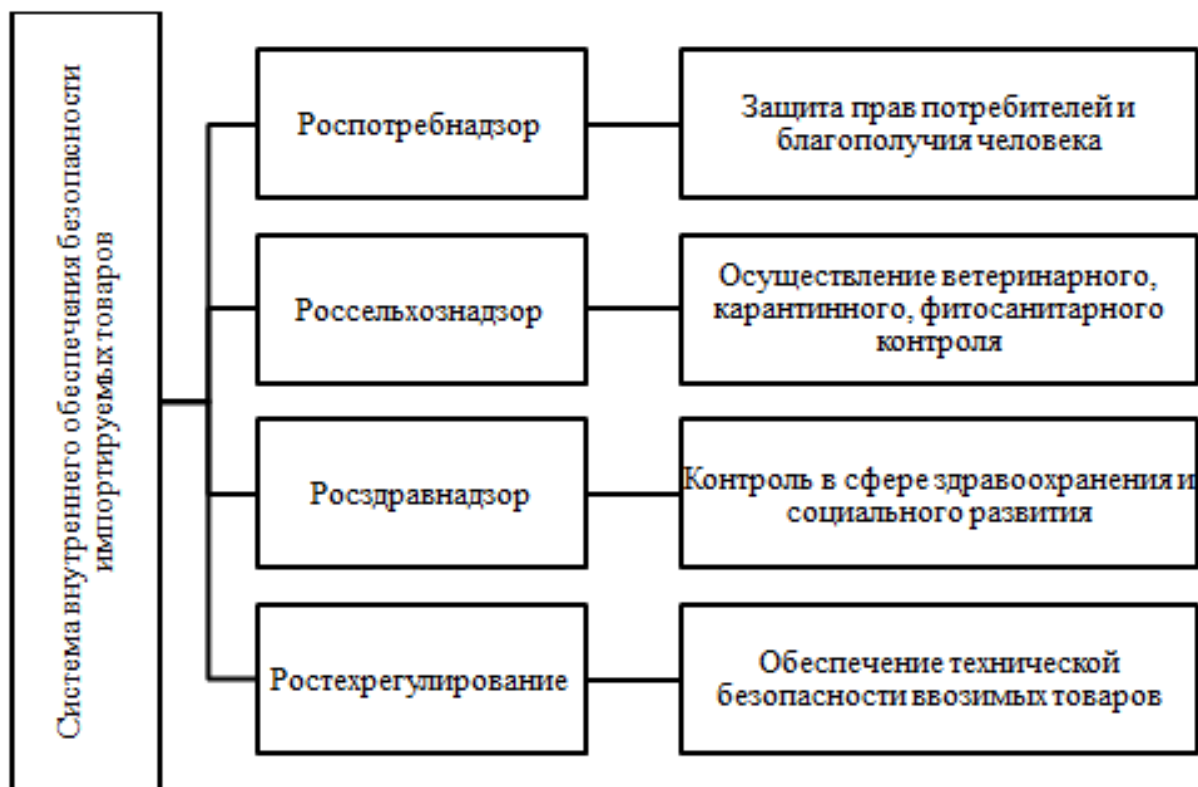 Система внутреннего обеспечения безопасности
импортируемых товаров
Роспотребнадзор
Защита прав потребителей и
благополучия человека
Россельхознадзор
Осуществление ветеринарного,
карантинного, фитосанитарного
контроля
Росздравнадзор
Контроль в сфере здравоохранения и
социального развития
Ростехрегулирование
Обеспечение технической
безопасности ввозимых товаров